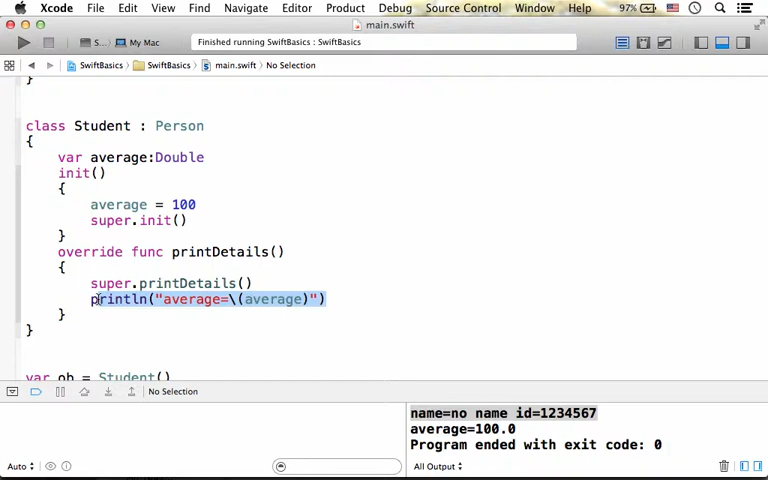 Xcode File Edit View Find Navigate Editor Product Debug Source Control Window Help 97%
main.swift
S... My Mac Finished running SwiftBasics : SwiftBasics
SwiftBasics SwiftBasics main.swift No Selection
}
class Student : Person
{
var average:Double
init()
{
average = 100
super.init()
}
override func printDetails()
{
super.printDetails()
println("average=\(average)")
}
}
var ob = Student()
No Selection
name=no name id=1234567
average=100.0
Program ended with exit code: 0
Auto
All Output